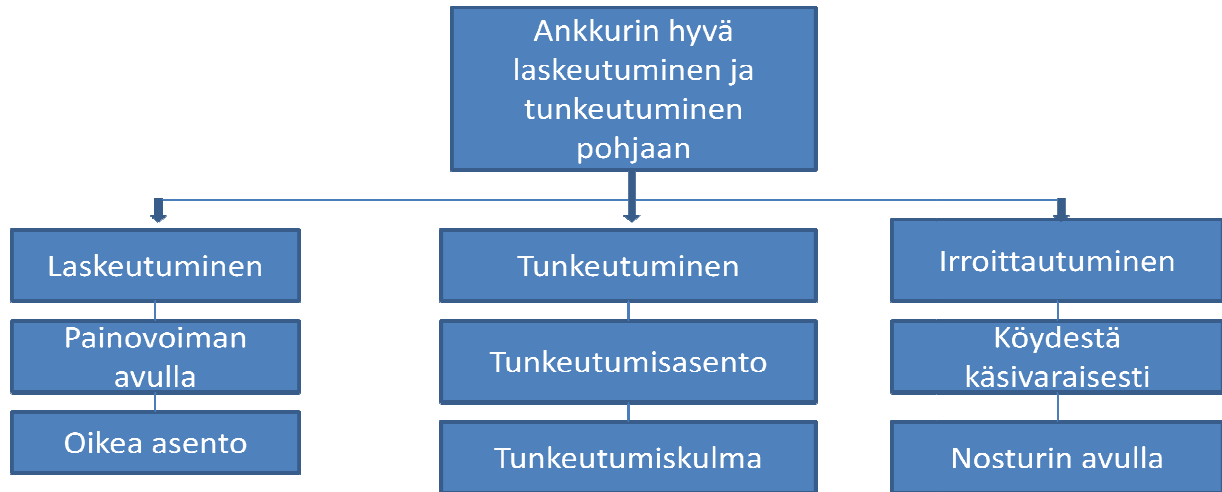 Ankkurin hyvä
laskeutuminen ja
tunkeutuminen
pohjaan
Laskeutuminen
Painovoiman
avulla
Oikea asento
Tunkeutuminen
Tunkeutumisasento
Tunkeutumiskulma
Irroittautuminen
Köydestä
käsivaraisesti
Nosturin avulla